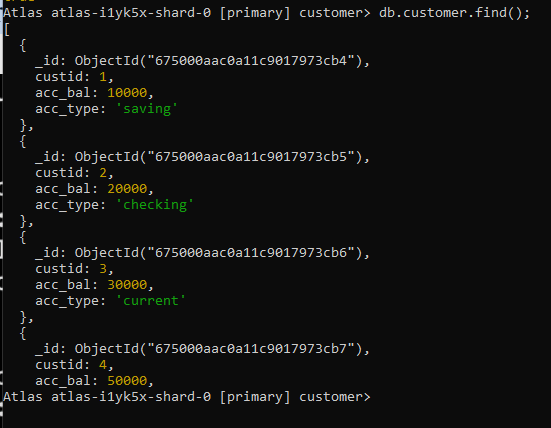 Atlas atlas-i1yk5x-shard-0 [primary] customer> db.customer.find();
[
  {
    _id: ObjectId("675000aac0a11c9017973cb4"),
    custid: 1,
    acc_bal: 10000,
    acc_type: 'saving'
  },
  {
    _id: ObjectId("675000aac0a11c9017973cb5"),
    custid: 2,
    acc_bal: 20000,
    acc_type: 'checking'
  },
  {
    _id: ObjectId("675000aac0a11c9017973cb6"),
    custid: 3,
    acc_bal: 30000,
    acc_type: 'current'
  },
  {
    _id: ObjectId("675000aac0a11c9017973cb7"),
    custid: 4,
    acc_bal: 50000,
Atlas atlas-i1yk5x-shard-0 [primary] customer>